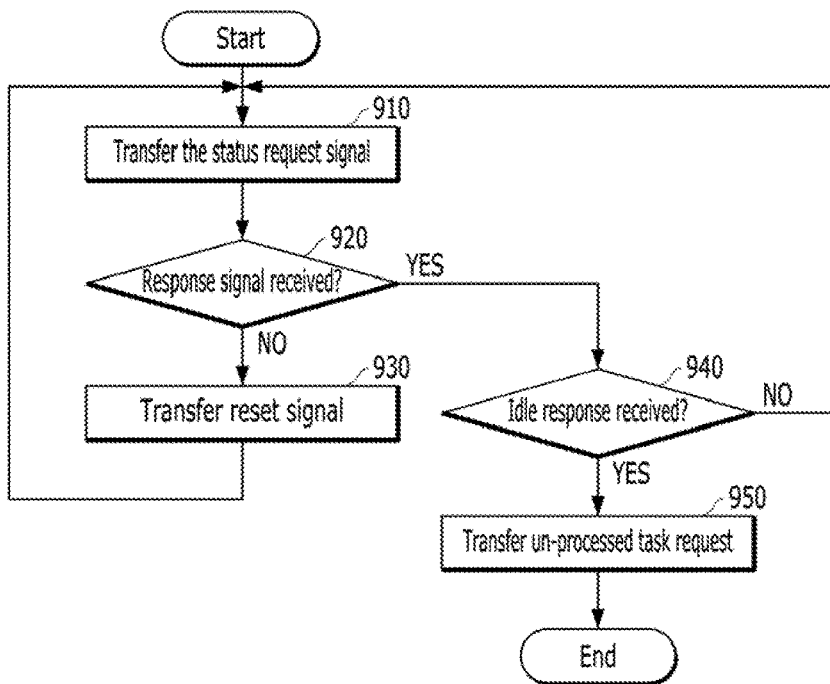 Start
910
Transfer the status request signal
920
Response signal received?
YES
NO
930
Transfer reset signal
940
Idle response received?
NO
YES
950
Transfer un-processed task request
End